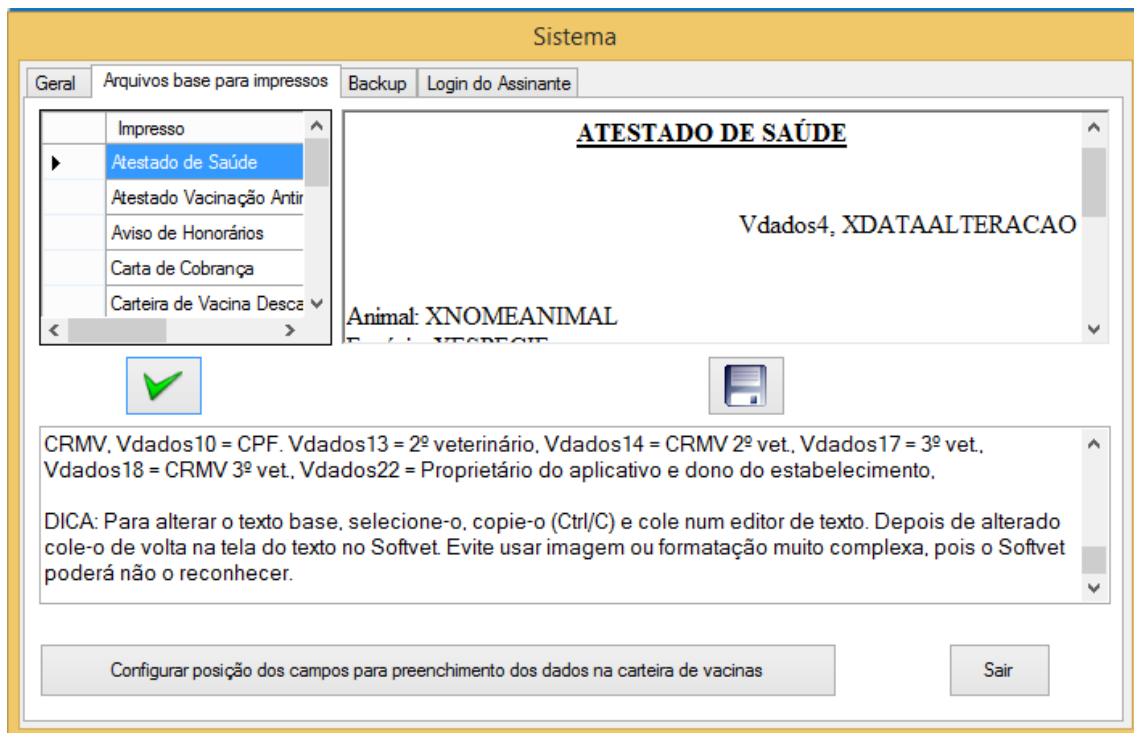 Sistema
Geral Arquivos base para impressos Backup Login do Assinante
Impresso
Atestado de Saúde
Atestado Vacinação Antir
Aviso de Honorários
Carta de Cobrança
Carteira de Vacina Desca
ATESTADO DE SAÚDE
Vdados4, XDATAALTERACAO
Animal: XNOMEANIMAL
CRMV, Vdados10 = CPF. Vdados13 = 2º veterinário, Vdados14 = CRMV 2º vet., Vdados17 = 3º vet.,
Vdados18 = CRMV 3º vet., Vdados22 = Proprietário do aplicativo e dono do estabelecimento,
DICA: Para alterar o texto base, selecione-o, copie-o (Ctrl/C) e cole num editor de texto. Depois de alterado
cole-o de volta na tela do texto no Softvet. Evite usar imagem ou formatação muito complexa, pois o Softvet
poderá não o reconhecer.
Configurar posição dos campos para preenchimento dos dados na carteira de vacinas
Sair